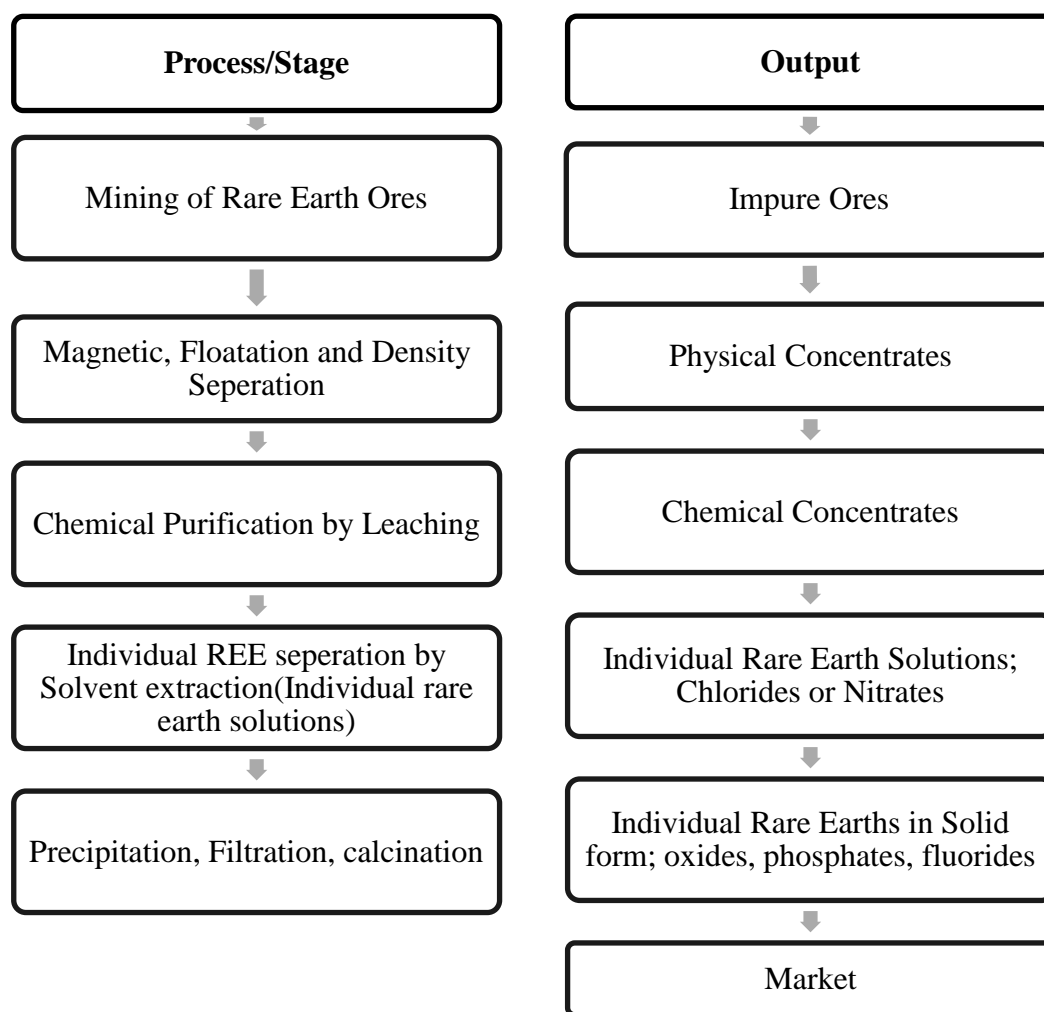 Process/Stage
Mining of Rare Earth Ores
Magnetic, Floatation and Density
Seperation
Chemical Purification by Leaching
Individual REE seperation by
Solvent extraction(Individual rare
earth solutions)
Precipitation, Filtration, calcination
Output
Impure Ores
Physical Concentrates
Chemical Concentrates
Individual Rare Earth Solutions;
Chlorides or Nitrates
Individual Rare Earths in Solid
form; oxides, phosphates, fluorides
Market